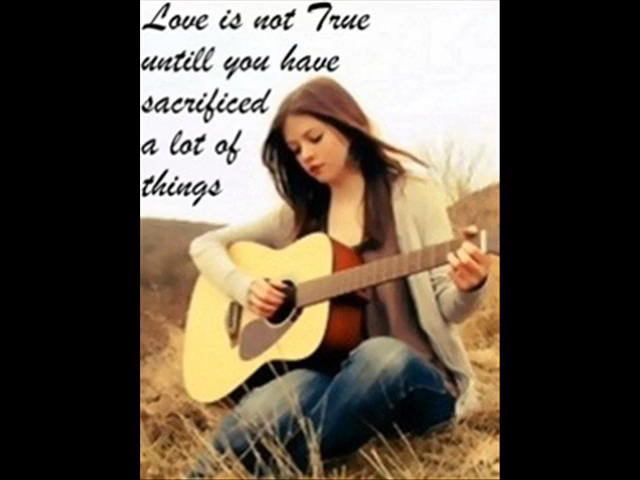 Love is not True
untill you have
sacrificed
a lot of
things